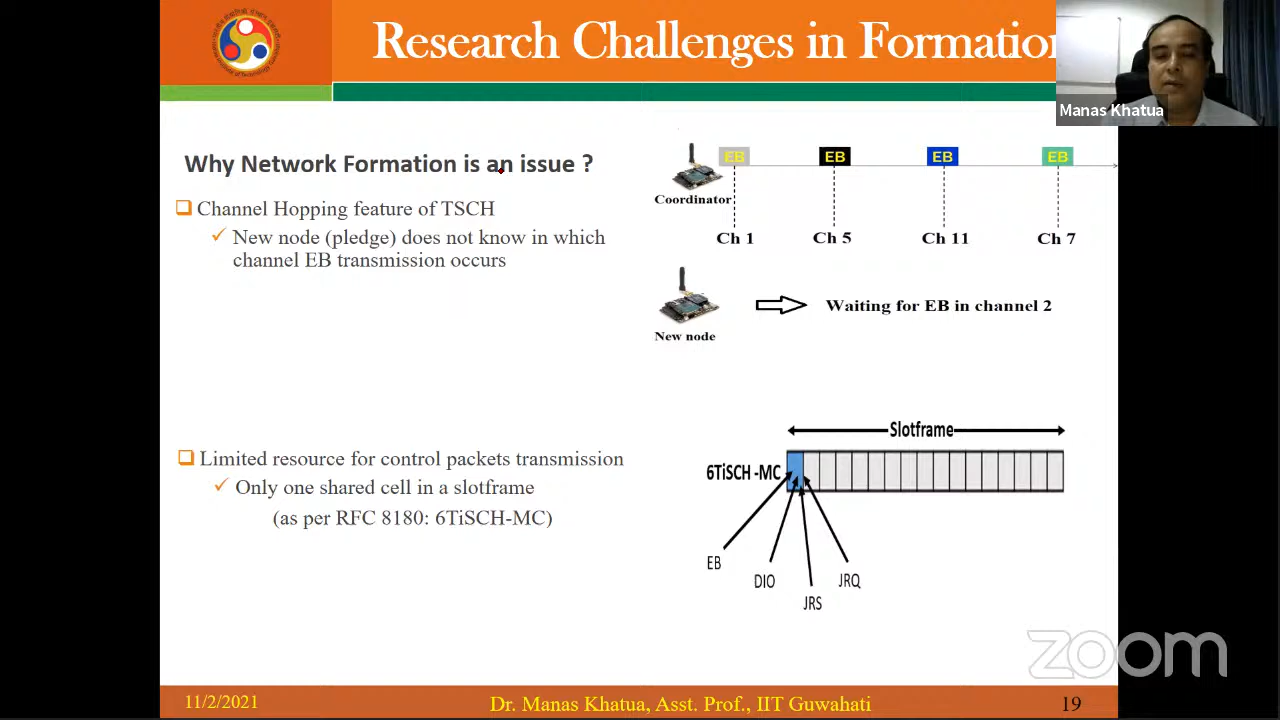 Research Challenges in Formation
Manas Khatua
Why Network Formation is an issue ?
Channel Hopping feature of TSCH
New node (pledge) does not know in which
channel EB transmission occurs
EB EB EB EB
Coordinator
Ch 1 Ch 5 Ch 11 Ch 7
Waiting for EB in channel 2
New node
Limited resource for control packets transmission
Only one shared cell in a slotframe
(as per RFC 8180: 6TiSCH-MC)
Slotframe
6TiSCH -MC
EB
DIO
JRS
JRQ
zoom
11/2/2021
Dr. Manas Khatua, Asst. Prof., IIT Guwahati
19